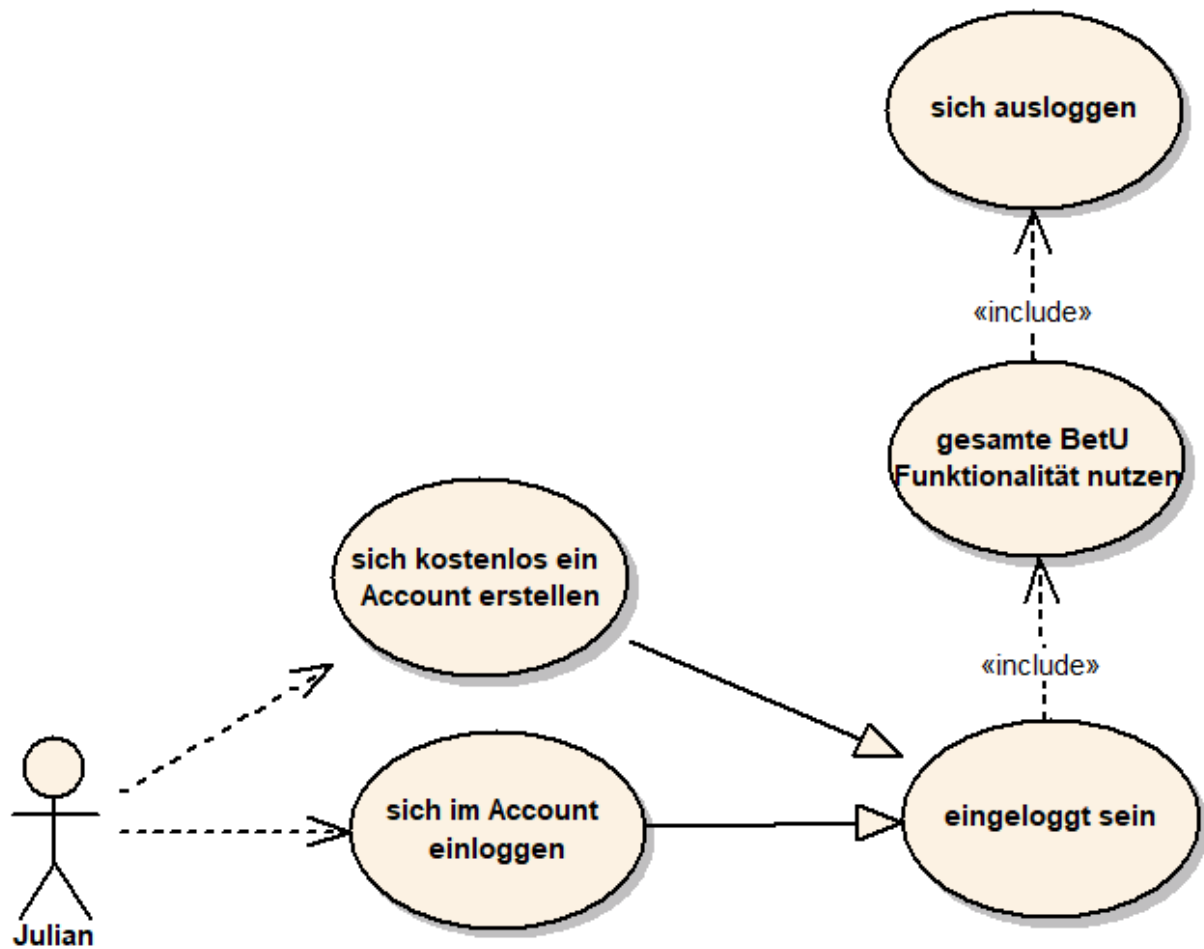 sich ausloggen
«include»
gesamte BetU
Funktionalität nutzen
sich kostenlos ein
Account erstellen
«include»
sich im Account
einloggen
eingeloggt sein
Julian